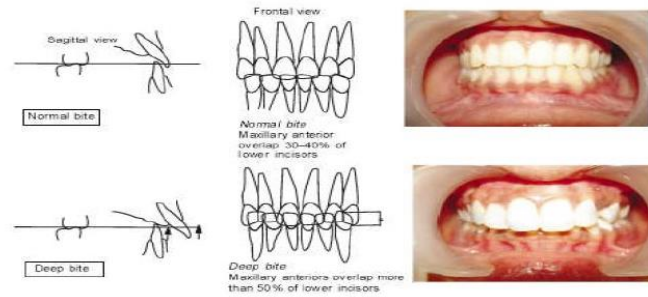 Sagittal view
Frontal view
Normal bite
Normal bite
Maxillary anterior
overlap 30–40% of
lower incisors
Deep bite
Deep bite
Maxillary anteriors overlap more
than 50% of lower incisors